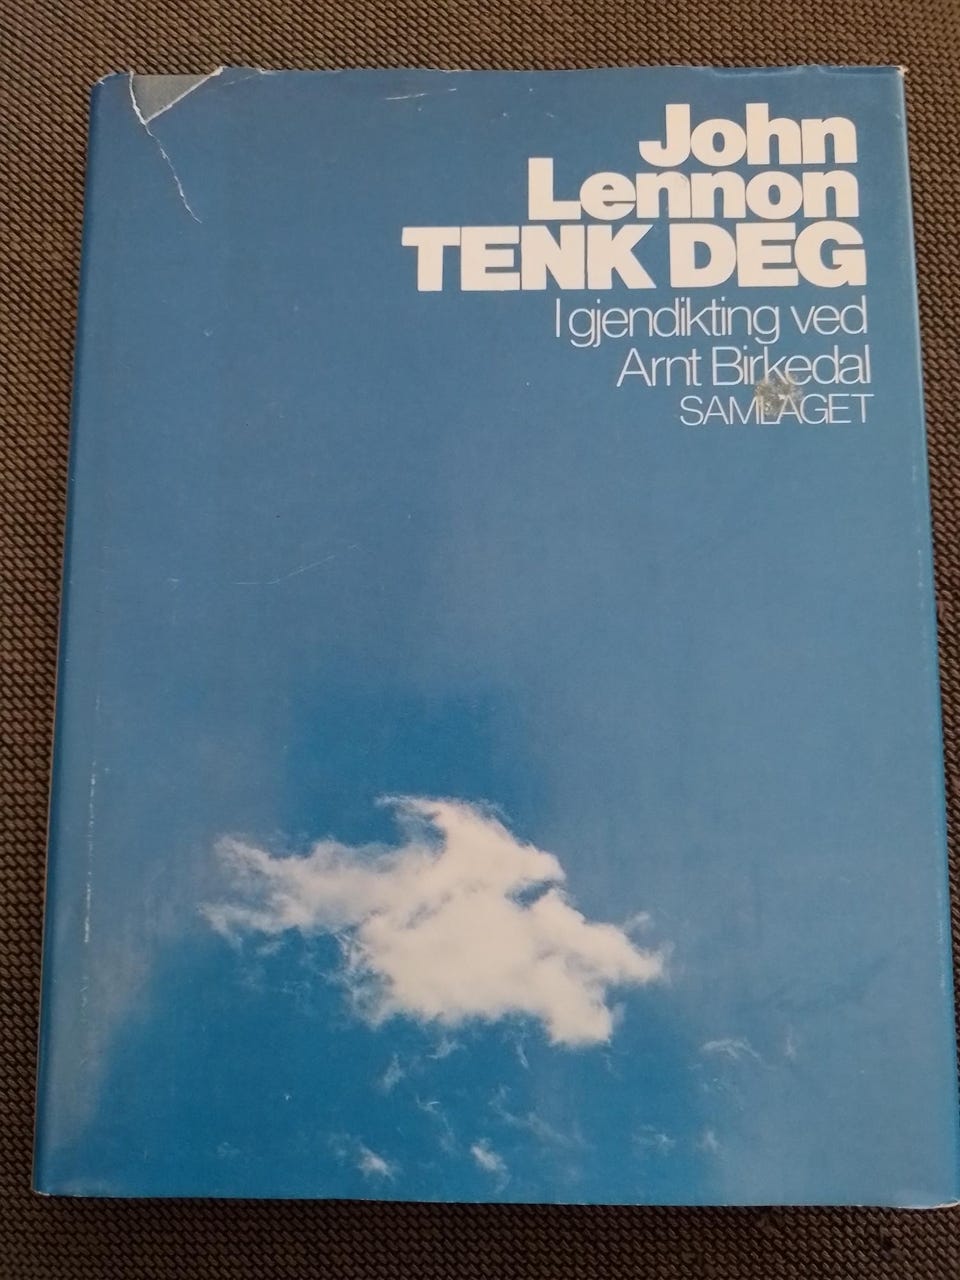 John
Lennon
TENK DEG
I gjendikting ved
Arnt Birkedal
SAMLAGET